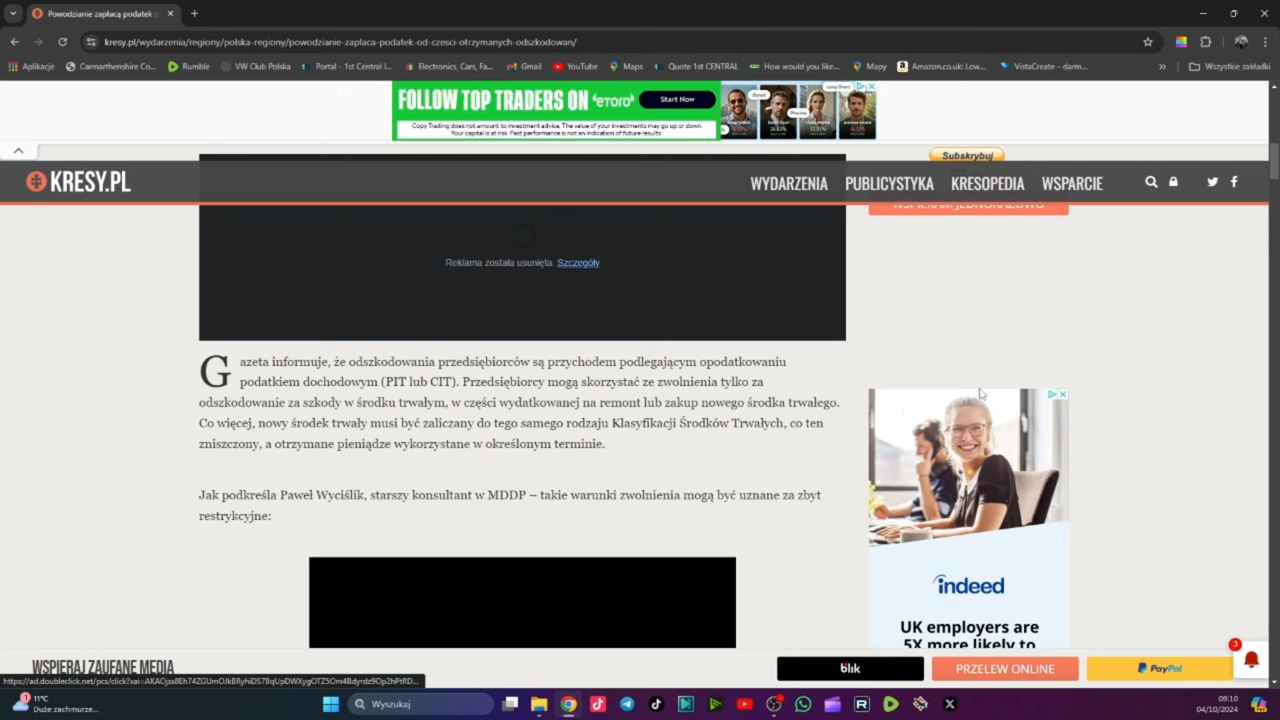 Powodzianie zapłacą podatek o
kresy.pl/wydarzenia/regiony/polska-regiony/powodzianie-zaplaca-podatek-od-czesci-otrzymanych-odszkodowan/
Aplikacje
Carmarthenshire Co...
Rumble
VW Club Polska
Portal - 1st Central I...
Electronics, Cars, Fa...
Gmail
YouTube
Maps
Quote 1st CENTRAL
How would you like...
Mapy
Amazon.co.uk: Low...
VistaCreate – darm...
Wszystkie zakładki
FOLLOW TOP TRADERS ON eToro
Start Now
Copy Trading does not amount to investment advice. The value of your investments may go up or down.
Your capital is at risk. Past performance is not an indication of future results.
Subskrybuj
KRESY.PL
WYDARZENIA
PUBLICYSTYKA
KRESOPEDIA
WSPARCIE
WSPIERAM JEDNORAZOWO
Reklama została usunięta. Szczegóły
Gazeta informuje, że odszkodowania przedsiębiorców są przychodem podlegającym opodatkowaniu
podatkiem dochodowym (PIT lub CIT). Przedsiębiorcy mogą skorzystać ze zwolnienia tylko za
odszkodowanie za szkody w środku trwałym, w części wydatkowanej na remont lub zakup nowego środka trwałego.
Co więcej, nowy środek trwały musi być zaliczany do tego samego rodzaju Klasyfikacji Środków Trwałych, co ten
zniszczony, a otrzymane pieniądze wykorzystane w określonym terminie.
Jak podkreśla Paweł Wyciślik, starszy konsultant w MDDP – takie warunki zwolnienia mogą być uznane za zbyt
restrykcyjne:
indeed
UK employers are
5X more likely to
WSPIERAJ ZAUFANE MEDIA
blik
PRZELEW ONLINE
PayPal
3
1
11°C
Duże zachmurze...
Wyszukaj
09:10
04/10/2024